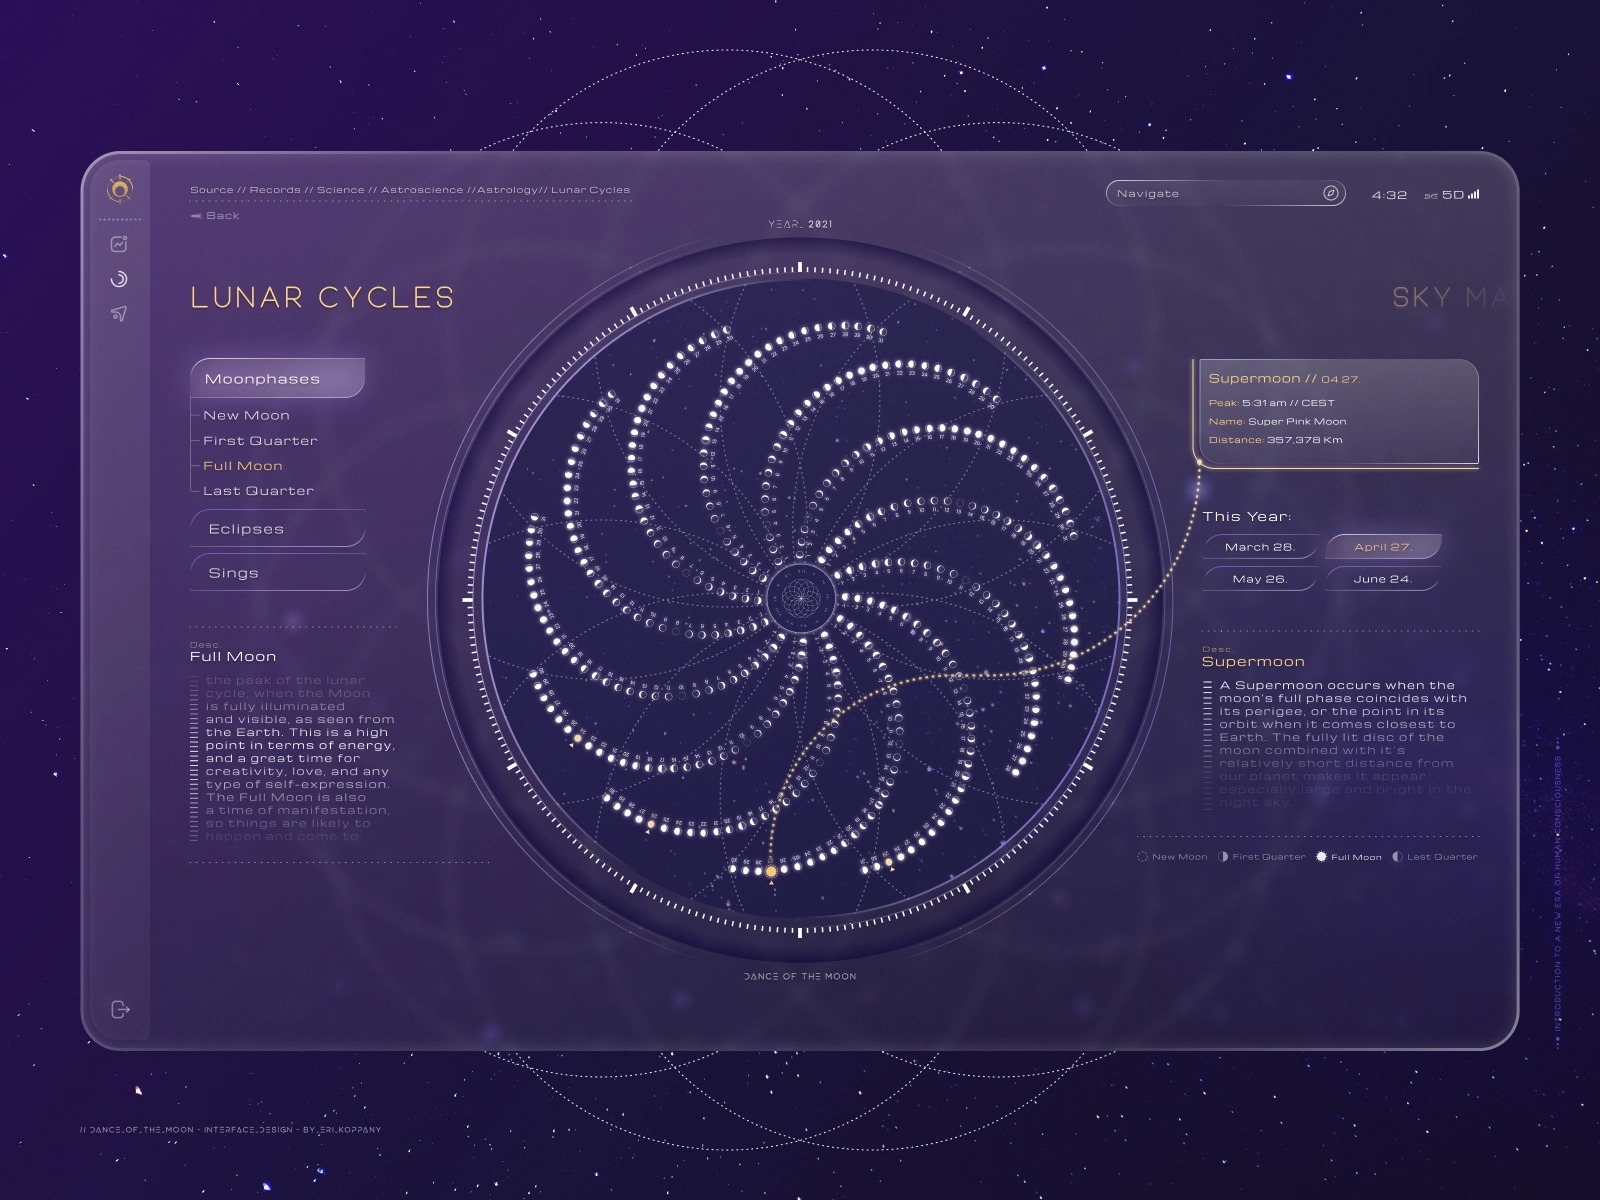 Source // Records // Science // Astroscience //Astrology// Lunar Cycles
Back
Navigate
4:32
5G 5D
YEAR_ 2021
LUNAR CYCLES
SKY MA
Moonphases
New Moon
First Quarter
Full Moon
Last Quarter
Eclipses
Sings
Desc.
Full Moon
the peak of the lunar
cycle, when the Moon
is fully illuminated
and visible, as seen from
the Earth. This is a high
point in terms of energy,
and a great time for
creativity, love, and any
type of self-expression.
The Full Moon is also
a time of manifestation,
so things are likely to
happen and come to
Supermoon // 04.27.
Peak: 5:31 am // CEST
Name: Super Pink Moon
Distance: 357,378 Km
This Year:
March 28. April 27.
May 26. June 24.
Desc.
Supermoon
A Supermoon occurs when the
moon's full phase coincides with
its perigee, or the point in its
orbit when it comes closest to
Earth. The fully lit disc of the
moon combined with it's
relatively short distance from
our planet makes it appear
especially large and bright in the
night sky.
New Moon First Quarter Full Moon Last Quarter
DANCE OF THE MOON
INTRODUCTION TO A NEW ERA OF HUMAN CONSCIOUSNESS
// DANCE_OF_THE_MOON - INTERFACE_DESIGN - BY_ERI_KOPPANY